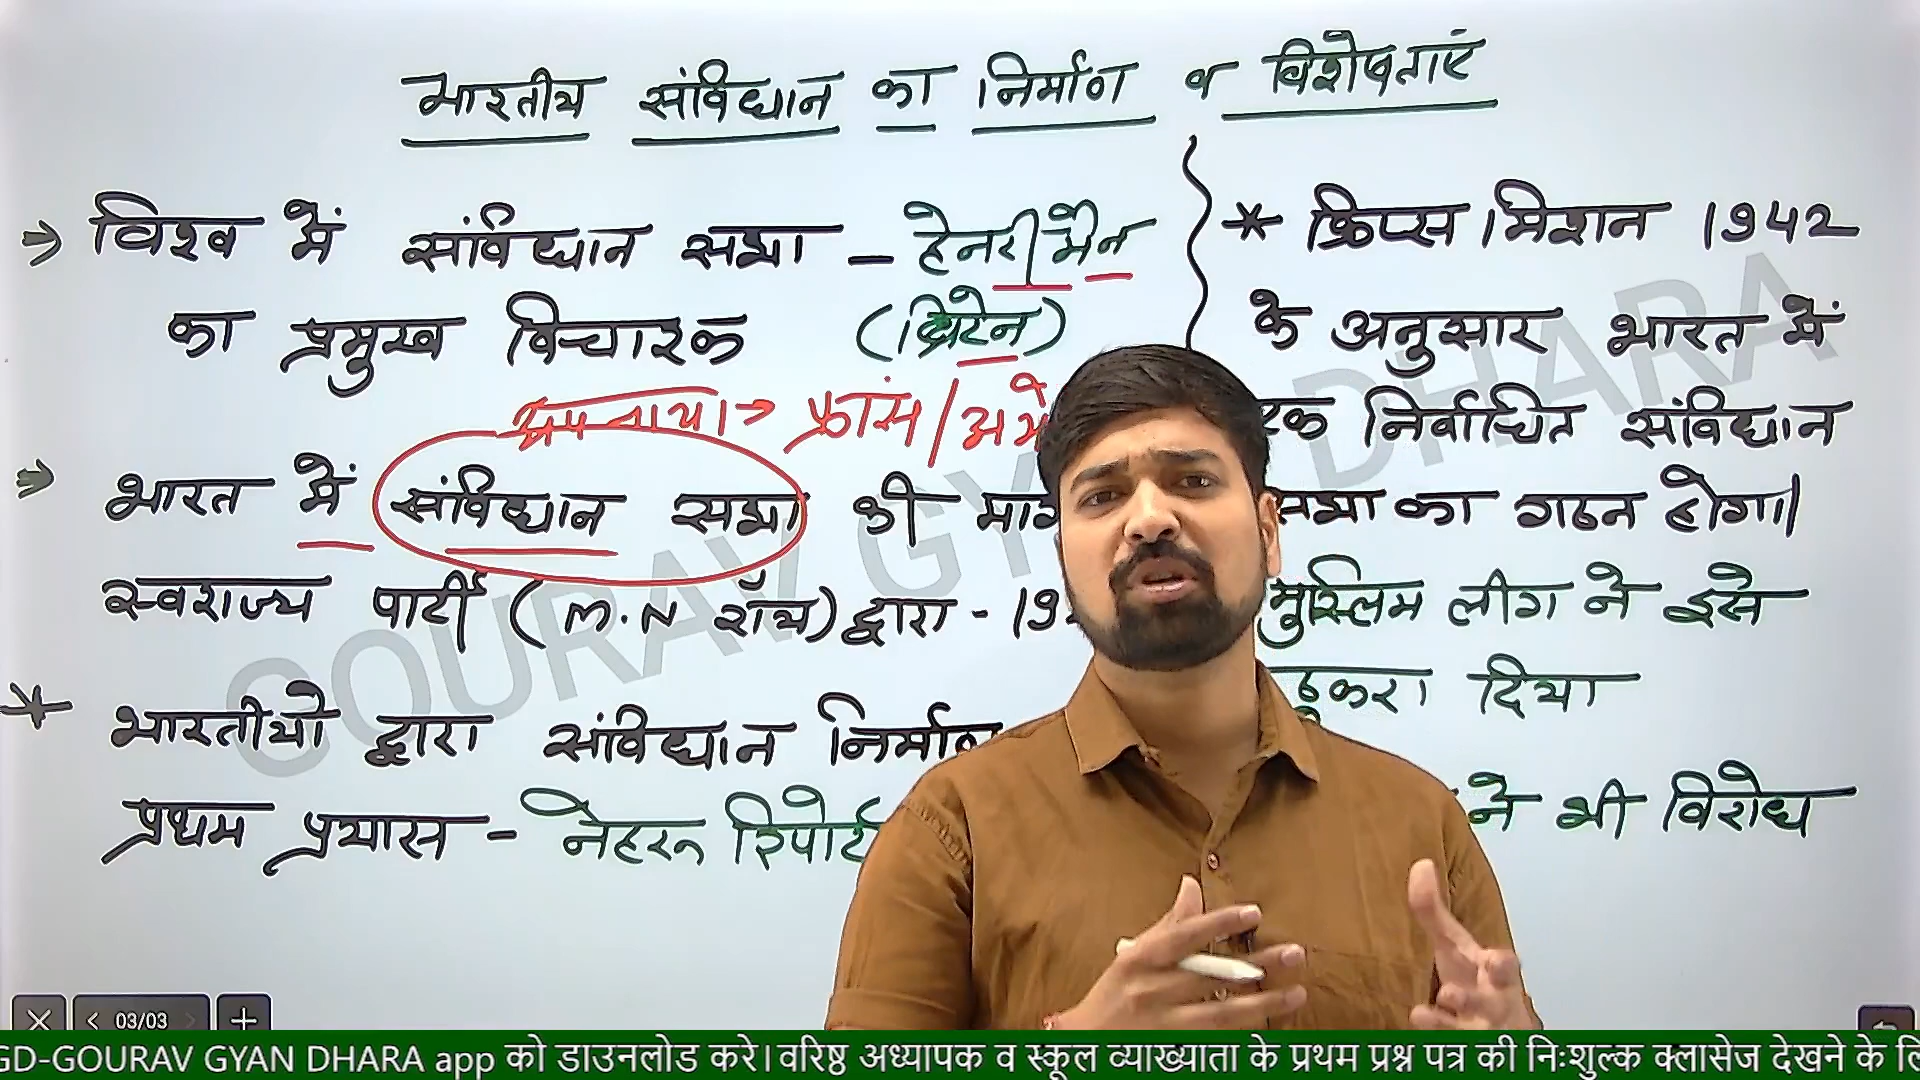 भारतीय संविधान का निर्माण व विशेषताएं
→ विश्व में संविधान सभा – हेनरी मैन
का प्रमुख विचारक (ब्रिटेन)
अपनाया → फ्रांस / अमे
→ भारत में संविधान सभा की मांग
स्वराज्य पार्टी (M.N रॉय) द्वारा - 19
* भारतीयो द्वारा संविधान निर्माण
प्रथम प्रयास - नेहरू रिपोर्ट
* क्रिप्स मिशन 1942
के अनुसार भारत में
एक निर्वाचित संविधान
सभा का गठन होगा।
मुस्लिम लीग ने इसे
ठुकरा दिया
ने भी विरोध
GOURAV GYAN DHARA
03/03
GD-GOURAV GYAN DHARA app को डाउनलोड करे। वरिष्ठ अध्यापक व स्कूल व्याख्याता के प्रथम प्रश्न पत्र की निःशुल्क क्लासेज देखने के